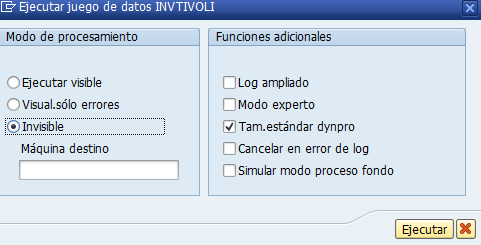 Ejecutar juego de datos INVTIVOLI
Modo de procesamiento
Ejecutar visible
Visual.sólo errores
Invisible
Máquina destino
Funciones adicionales
Log ampliado
Modo experto
Tam.estándar dynpro
Cancelar en error de log
Simular modo proceso fondo
Ejecutar